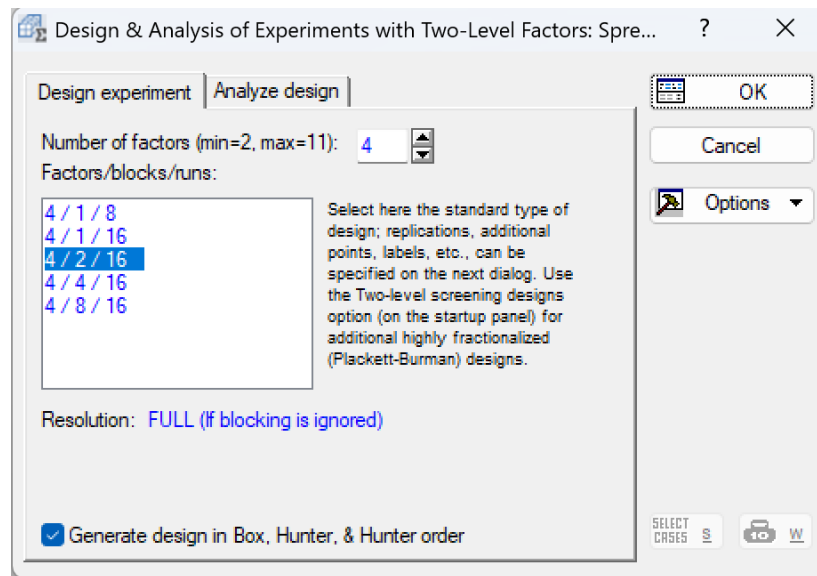 Design & Analysis of Experiments with Two-Level Factors: Spre... ?
Design experiment Analyze design
Number of factors (min=2, max=11): 4
Factors/blocks/runs:
4 / 1 / 8
4 / 1 / 16
4 / 2 / 16
4 / 4 / 16
4 / 8 / 16
Select here the standard type of
design; replications, additional
points, labels, etc., can be
specified on the next dialog. Use
the Two-level screening designs
option (on the startup panel) for
additional highly fractionalized
(Plackett-Burman) designs.
Resolution: FULL (If blocking is ignored)
Generate design in Box, Hunter, & Hunter order
OK
Cancel
Options
SELECT
CASES S
10 W